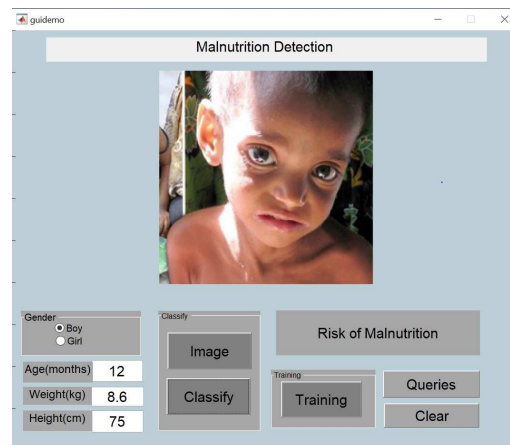 guidemo
Malnutrition Detection
Gender
Boy
Girl
Age(months) 12
Weight(kg) 8.6
Height(cm) 75
Classify
Image
Classify
Risk of Malnutrition
Training
Training
Queries
Clear